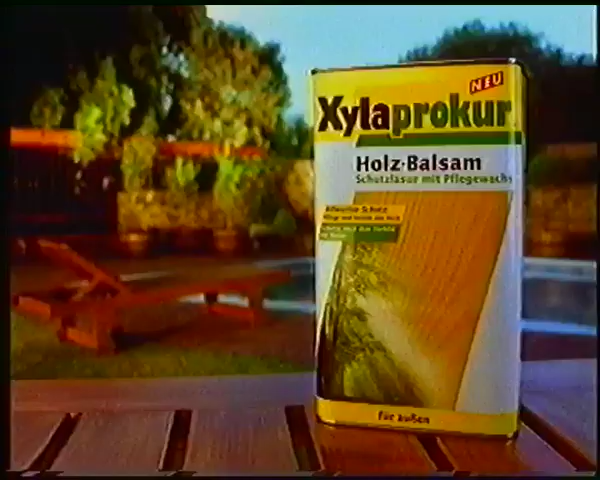 NEU
Xylaprokur
Holz-Balsam
Schutzlasur mit Pflegewachs
für außen